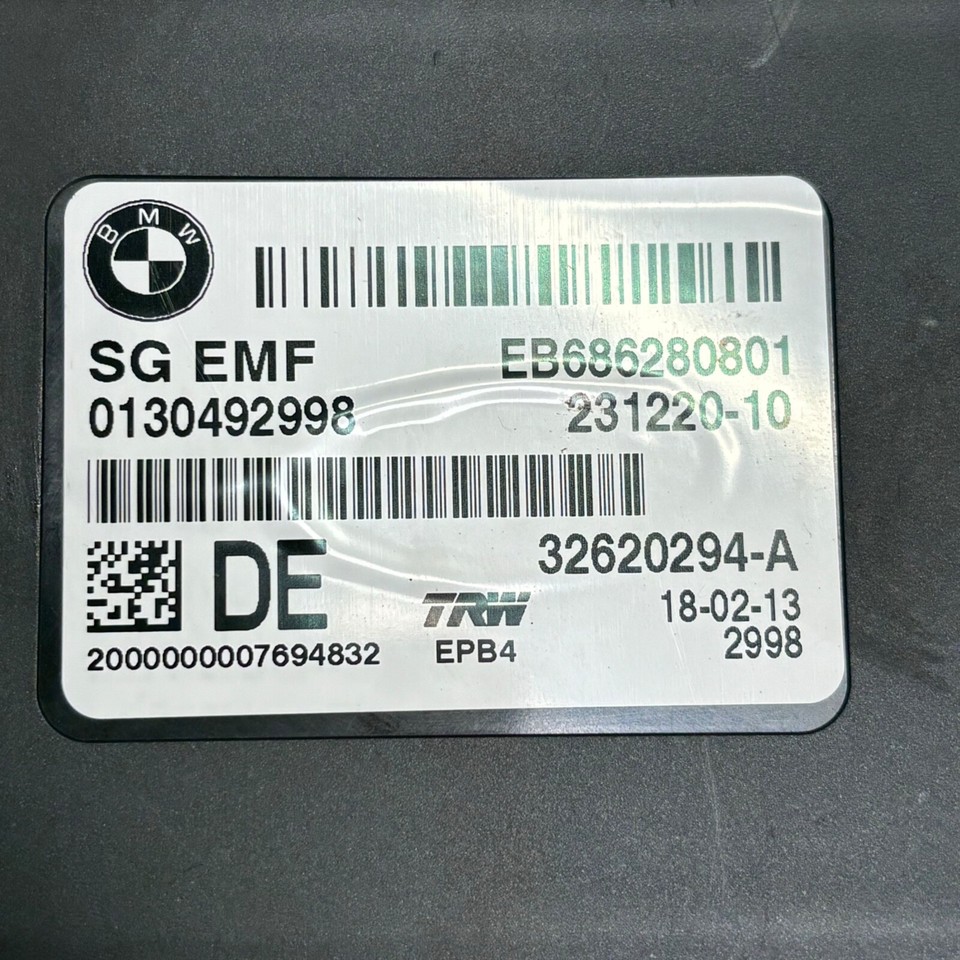 BMW
SG EMF EB686280801
0130492998 231220-10
32620294-A
DE
TRW 18-02-13
2000000007694832 EPB4 2998